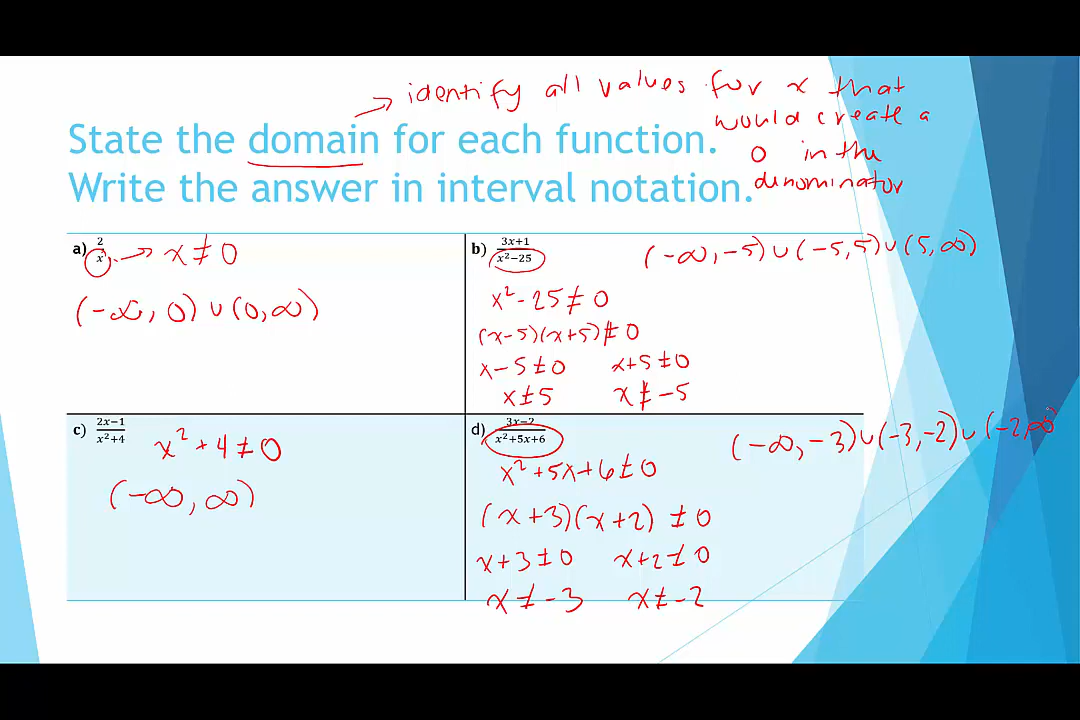 → identify all values for x that
would create a
0 in the
denominator
State the domain for each function.
Write the answer in interval notation.
a) 2/x → x ≠ 0
(-∞, 0) ∪ (0, ∞)
b) 3x+1/x²−25
(-∞, -5) ∪ (-5, 5) ∪ (5, ∞)
x² - 25 ≠ 0
(x-5)(x+5) ≠ 0
x - 5 ≠ 0 x+5 ≠ 0
x ≠ 5 x ≠ -5
c) 2x−1/x²+4
x² + 4 ≠ 0
(-∞, ∞)
d) 3x−2/x²+5x+6
(-∞, -3) ∪ (-3, -2) ∪ (-2, ∞)
x² + 5x + 6 ≠ 0
(x + 3)(x + 2) ≠ 0
x + 3 ≠ 0 x + 2 ≠ 0
x ≠ -3 x ≠ -2